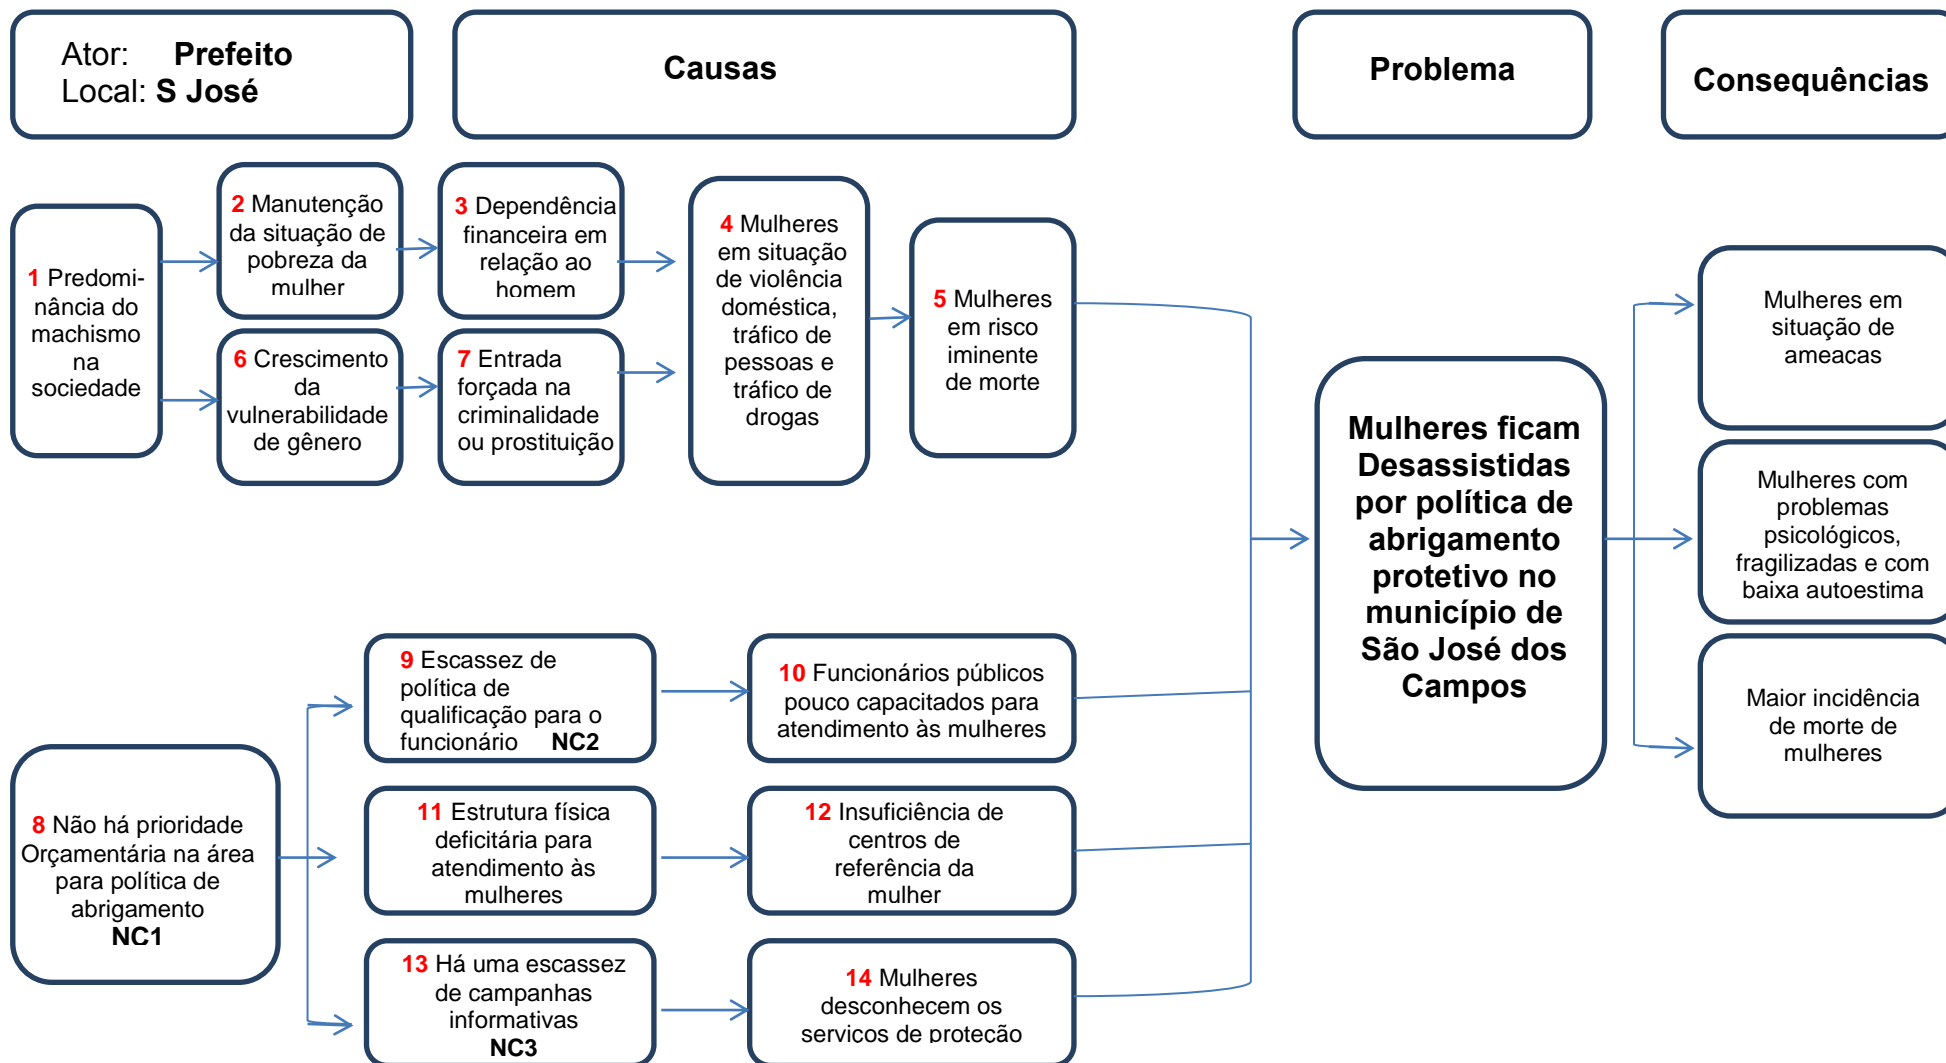 Ator: Prefeito
Local: S José
Causas
Problema
Consequências
1 Predomi-
nância do
machismo
na
sociedade
2 Manutenção
da situação de
pobreza da
mulher
3 Dependência
financeira em
relação ao
homem
4 Mulheres
em situação
de violência
doméstica,
tráfico de
pessoas e
tráfico de
drogas
5 Mulheres
em risco
iminente
de morte
6 Crescimento
da
vulnerabilidade
de gênero
7 Entrada
forçada na
criminalidade
ou prostituição
8 Não há prioridade
Orçamentária na área
para política de
abrigamento
NC1
9 Escassez de
política de
qualificação para o
funcionário NC2
10 Funcionários públicos
pouco capacitados para
atendimento às mulheres
11 Estrutura física
deficitária para
atendimento às
mulheres
12 Insuficiência de
centros de
referência da
mulher
13 Há uma escassez
de campanhas
informativas
NC3
14 Mulheres
desconhecem os
serviços de proteção
Mulheres ficam
Desassistidas
por política de
abrigamento
protetivo no
município de
São José dos
Campos
Mulheres em
situação de
ameacas
Mulheres com
problemas
psicológicos,
fragilizadas e com
baixa autoestima
Maior incidência
de morte de
mulheres